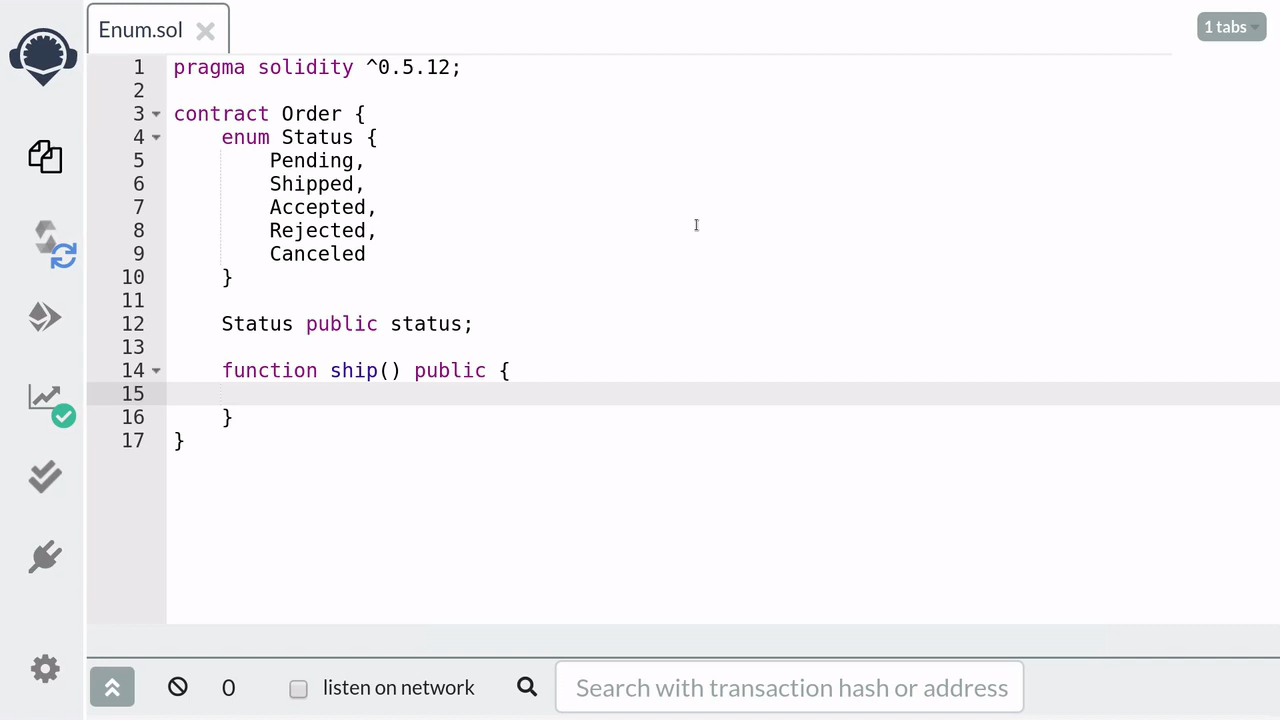 Enum.sol
1 tabs
1 pragma solidity ^0.5.12;
2
3 contract Order {
4 enum Status {
5 Pending,
6 Shipped,
7 Accepted,
8 Rejected,
9 Canceled
10 }
11
12 Status public status;
13
14 function ship() public {
15
16 }
17 }
0 listen on network Search with transaction hash or address